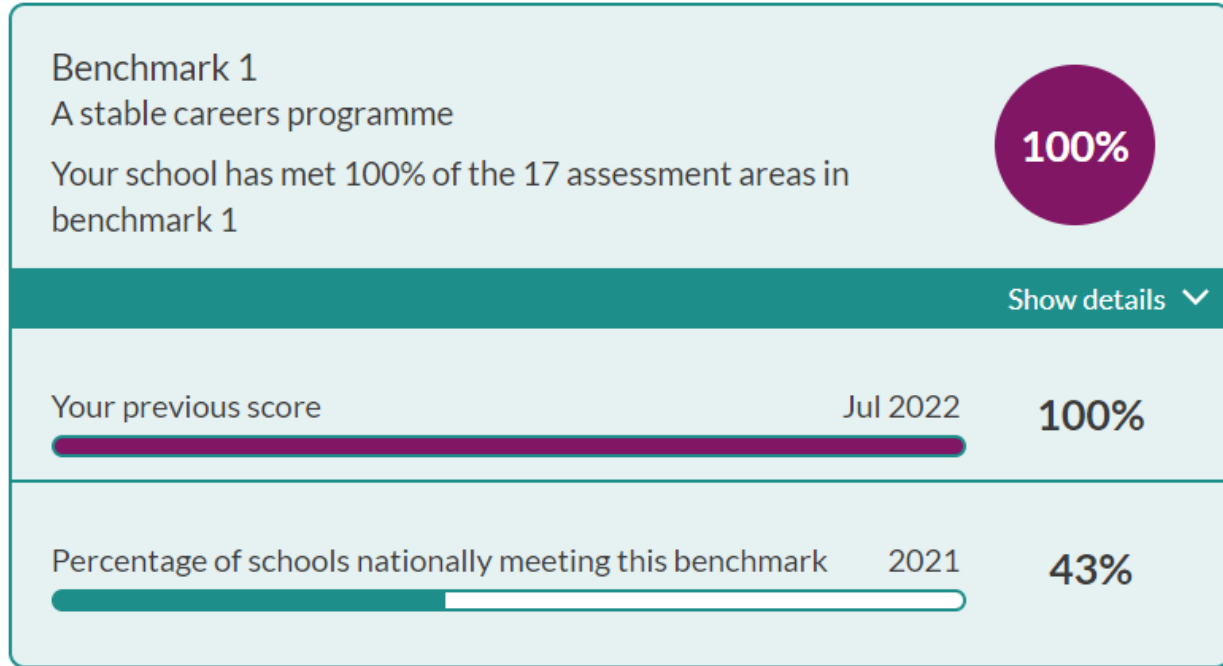 Benchmark 1
A stable careers programme
Your school has met 100% of the 17 assessment areas in
benchmark 1
100%
Show details
Your previous score Jul 2022 100%
Percentage of schools nationally meeting this benchmark 2021 43%